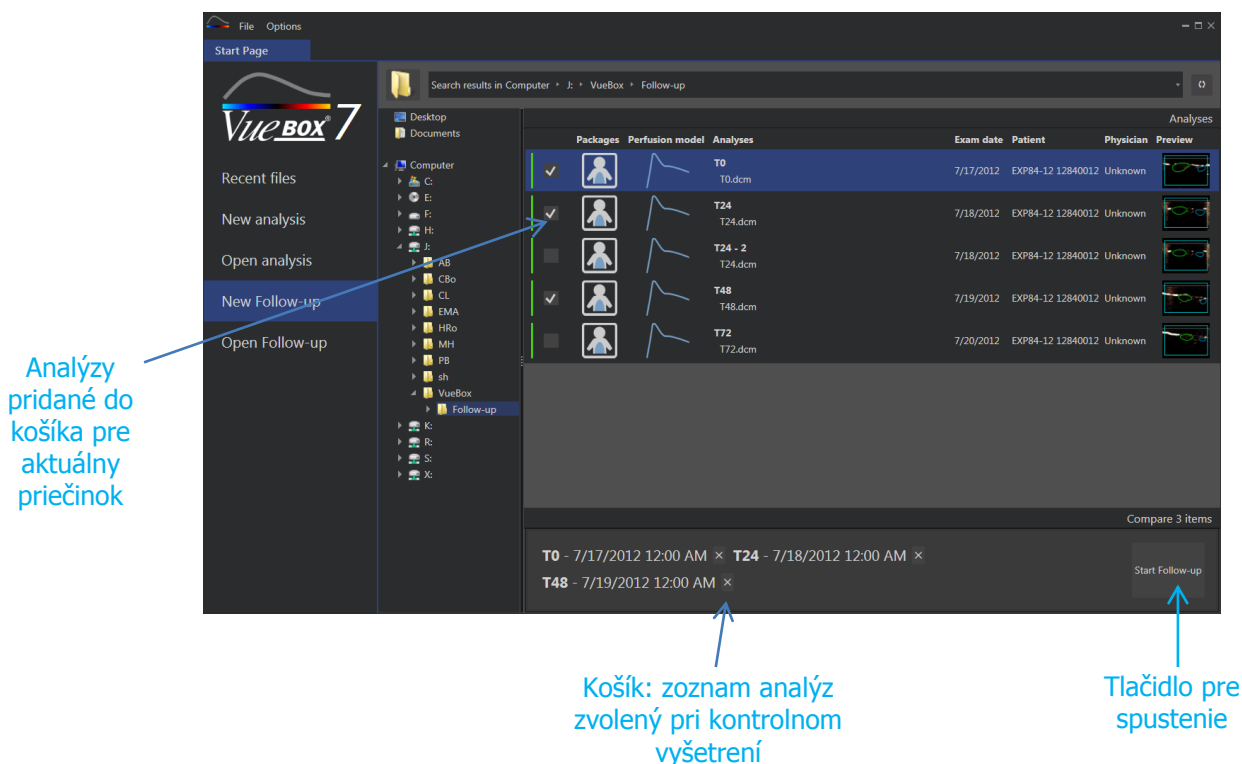 File Options
Start Page
VueBOX® 7
Recent files
New analysis
Open analysis
New Follow-up
Open Follow-up
Search results in Computer J: VueBox Follow-up
Desktop
Documents
Computer
C:
E:
F:
H:
J:
AB
CBo
CL
EMA
HRo
MH
PB
sh
VueBox
Follow-up
K:
R:
S:
X:
Analyses
Packages Perfusion model Analyses Exam date Patient Physician Preview
T0
T0.dcm
7/17/2012 EXP84-12 12840012 Unknown
T24
T24.dcm
7/18/2012 EXP84-12 12840012 Unknown
T24 - 2
T24.dcm
7/18/2012 EXP84-12 12840012 Unknown
T48
T48.dcm
7/19/2012 EXP84-12 12840012 Unknown
T72
T72.dcm
7/20/2012 EXP84-12 12840012 Unknown
Compare 3 items
T0 - 7/17/2012 12:00 AM × T24 - 7/18/2012 12:00 AM ×
T48 - 7/19/2012 12:00 AM ×
Start Follow-up
Analýzy
pridané do
košíka pre
aktuálny
priečinok
Košík: zoznam analýz
zvolený pri kontrolnom
vyšetrení
Tlačidlo pre
spustenie